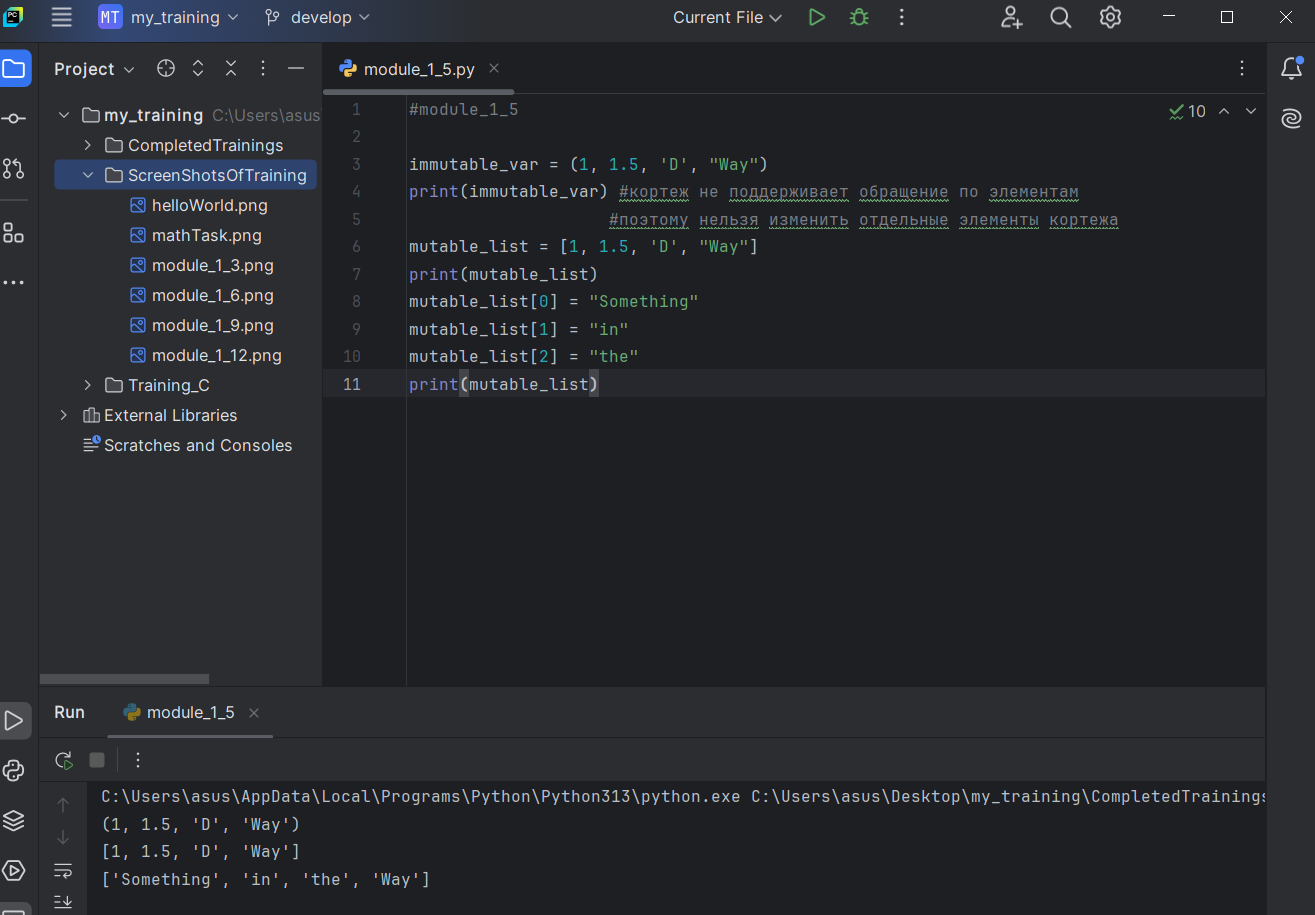 PC
MT my_training develop Current File
Project
module_1_5.py
my_training C:\Users\asus
CompletedTrainings
ScreenShotsOfTraining
helloWorld.png
mathTask.png
module_1_3.png
module_1_6.png
module_1_9.png
module_1_12.png
Training_C
External Libraries
Scratches and Consoles
10
1 #module_1_5
2
3 immutable_var = (1, 1.5, 'D', "Way")
4 print(immutable_var) #кортеж не поддерживает обращение по элементам
5 #поэтому нельзя изменить отдельные элементы кортежа
6 mutable_list = [1, 1.5, 'D', "Way"]
7 print(mutable_list)
8 mutable_list[0] = "Something"
9 mutable_list[1] = "in"
10 mutable_list[2] = "the"
11 print(mutable_list)
Run module_1_5
C:\Users\asus\AppData\Local\Programs\Python\Python313\python.exe C:\Users\asus\Desktop\my_training\CompletedTrainings
(1, 1.5, 'D', 'Way')
[1, 1.5, 'D', 'Way']
['Something', 'in', 'the', 'Way']